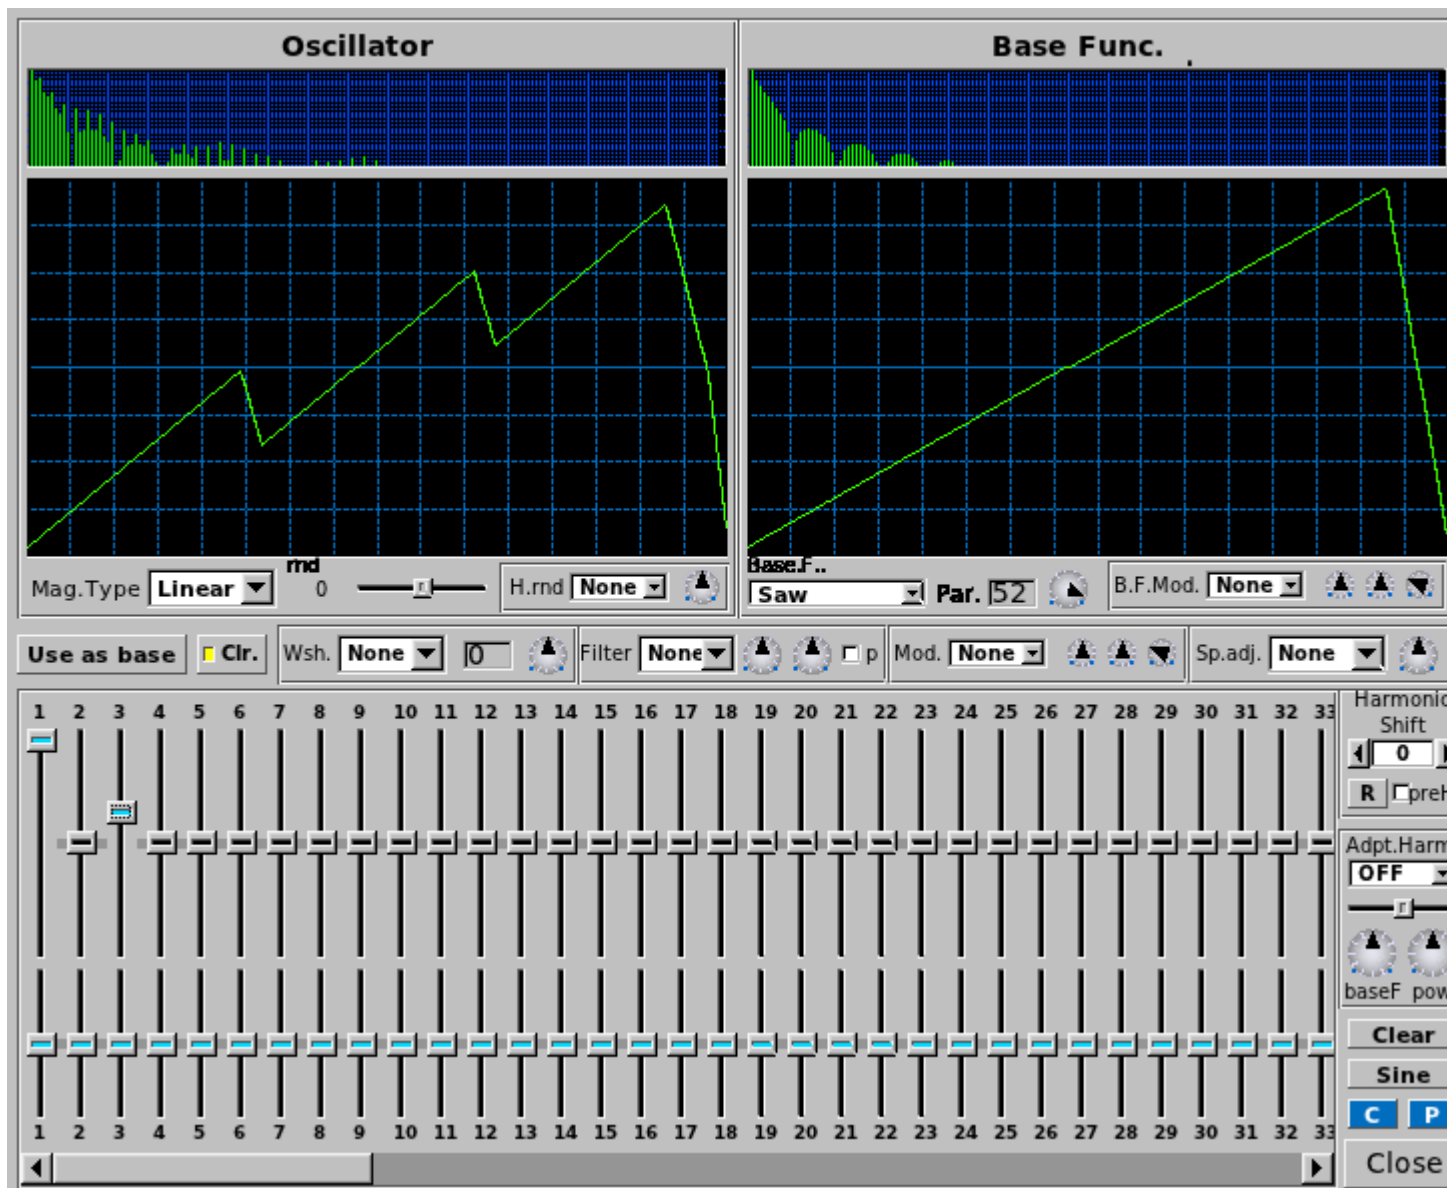 Oscillator
Base Func.
Mag.Type Linear
rnd
0
H.rnd None
Base.F..
Saw
Par. 52
B.F.Mod. None
Use as base
Clr.
Wsh. None 0
Filter None p
Mod. None
Sp.adj. None
1 2 3 4 5 6 7 8 9 10 11 12 13 14 15 16 17 18 19 20 21 22 23 24 25 26 27 28 29 30 31 32 33
Harmonic
Shift
0
R preH
Adpt.Harm
OFF
r
baseF pow
Clear
Sine
C P
1 2 3 4 5 6 7 8 9 10 11 12 13 14 15 16 17 18 19 20 21 22 23 24 25 26 27 28 29 30 31 32 33
Close